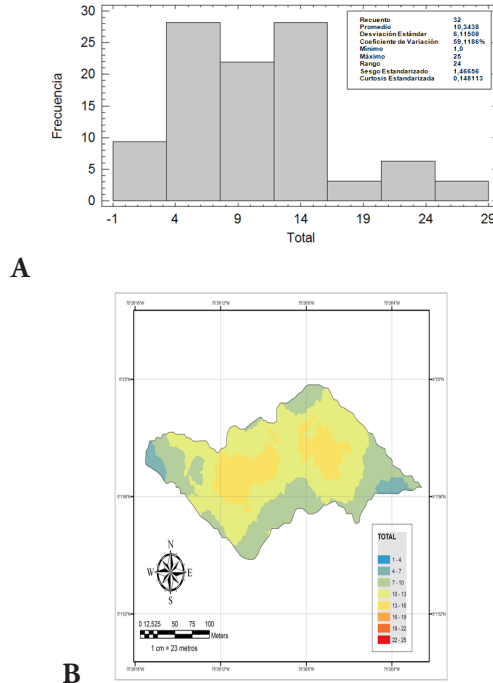 30
25
20
15
10
5
0
Frecuencia
-1 4 9 14 19 24 29
Total
Recuento 32
Promedio 10,3438
Desviación Estándar 6,11508
Coeficiente de Variación 59,1186%
Mínimo 1,0
Máximo 25
Rango 24
Sesgo Estandarizado 1,46656
Curtosis Estandarizada 0,148113
A
N
W E
S
0 12,525 50 75 100
Meters
1 cm = 23 metros
TOTAL
1 - 4
4 - 7
7 - 10
10 - 13
13 - 16
16 - 19
19 - 22
22 - 25
B